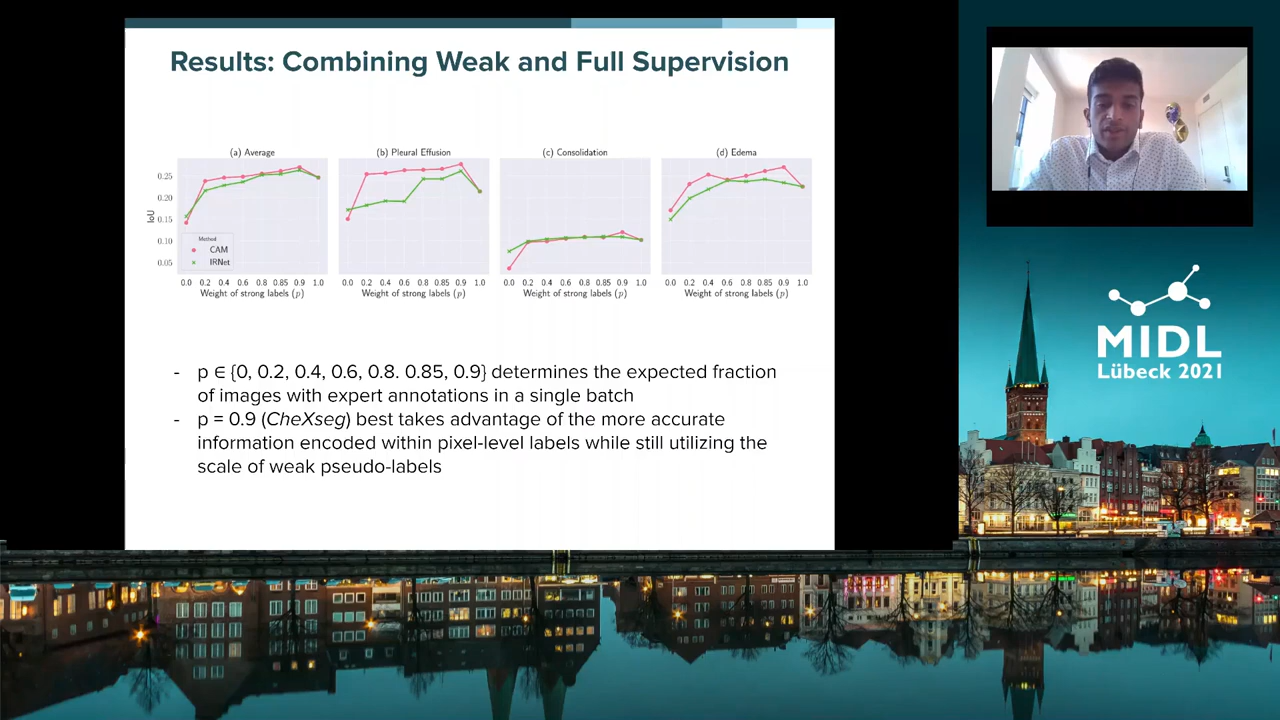 Results: Combining Weak and Full Supervision
(a) Average
(b) Pleural Effusion
(c) Consolidation
(d) Edema
IoU
0.25
0.20
0.15
0.10
0.05
Method
CAM
IRNet
0.0 0.2 0.4 0.6 0.8 0.85 0.9 1.0
0.0 0.2 0.4 0.6 0.8 0.85 0.9 1.0
0.0 0.2 0.4 0.6 0.8 0.85 0.9 1.0
0.0 0.2 0.4 0.6 0.8 0.85 0.9 1.0
Weight of strong labels (p)
Weight of strong labels (p)
Weight of strong labels (p)
Weight of strong labels (p)
- p ∈ {0, 0.2, 0.4, 0.6, 0.8. 0.85, 0.9} determines the expected fraction
of images with expert annotations in a single batch
- p = 0.9 (CheXseg) best takes advantage of the more accurate
information encoded within pixel-level labels while still utilizing the
scale of weak pseudo-labels
MIDL
Lübeck 2021